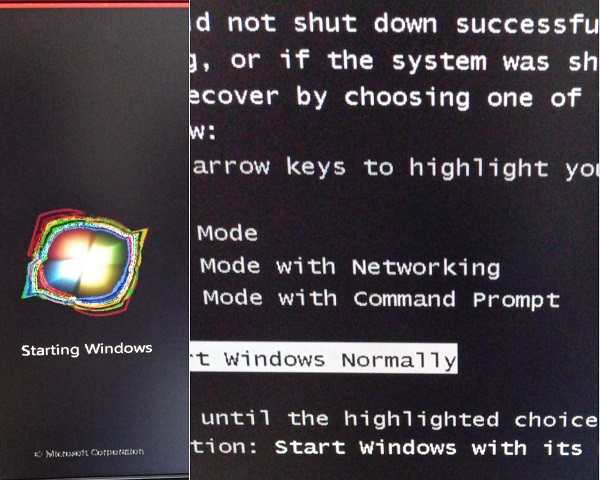 Starting Windows
© Microsoft Corporation
d not shut down successfu
g, or if the system was sh
ecover by choosing one of
w:
arrow keys to highlight you
Mode
Mode with Networking
Mode with Command Prompt
rt Windows Normally
until the highlighted choice
tion: Start Windows with its